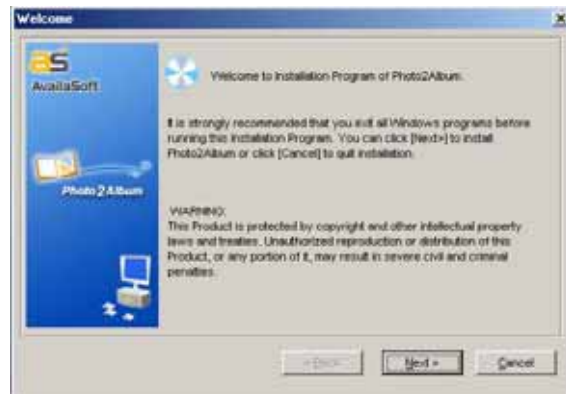 Welcome
as
AvailaSoft
Photo2Album
Welcome to Installation Program of Photo2Album.
It is strongly recommended that you exit all Windows programs before
running this Installation Program. You can click [Next>] to install
Photo2Album or click [Cancel] to quit installation.
WARNING:
This Product is protected by copyright and other intellectual property
laws and treaties. Unauthorized reproduction or distribution of this
Product, or any portion of it, may result in severe civil and criminal
penalties.
< Back
Next >
Cancel